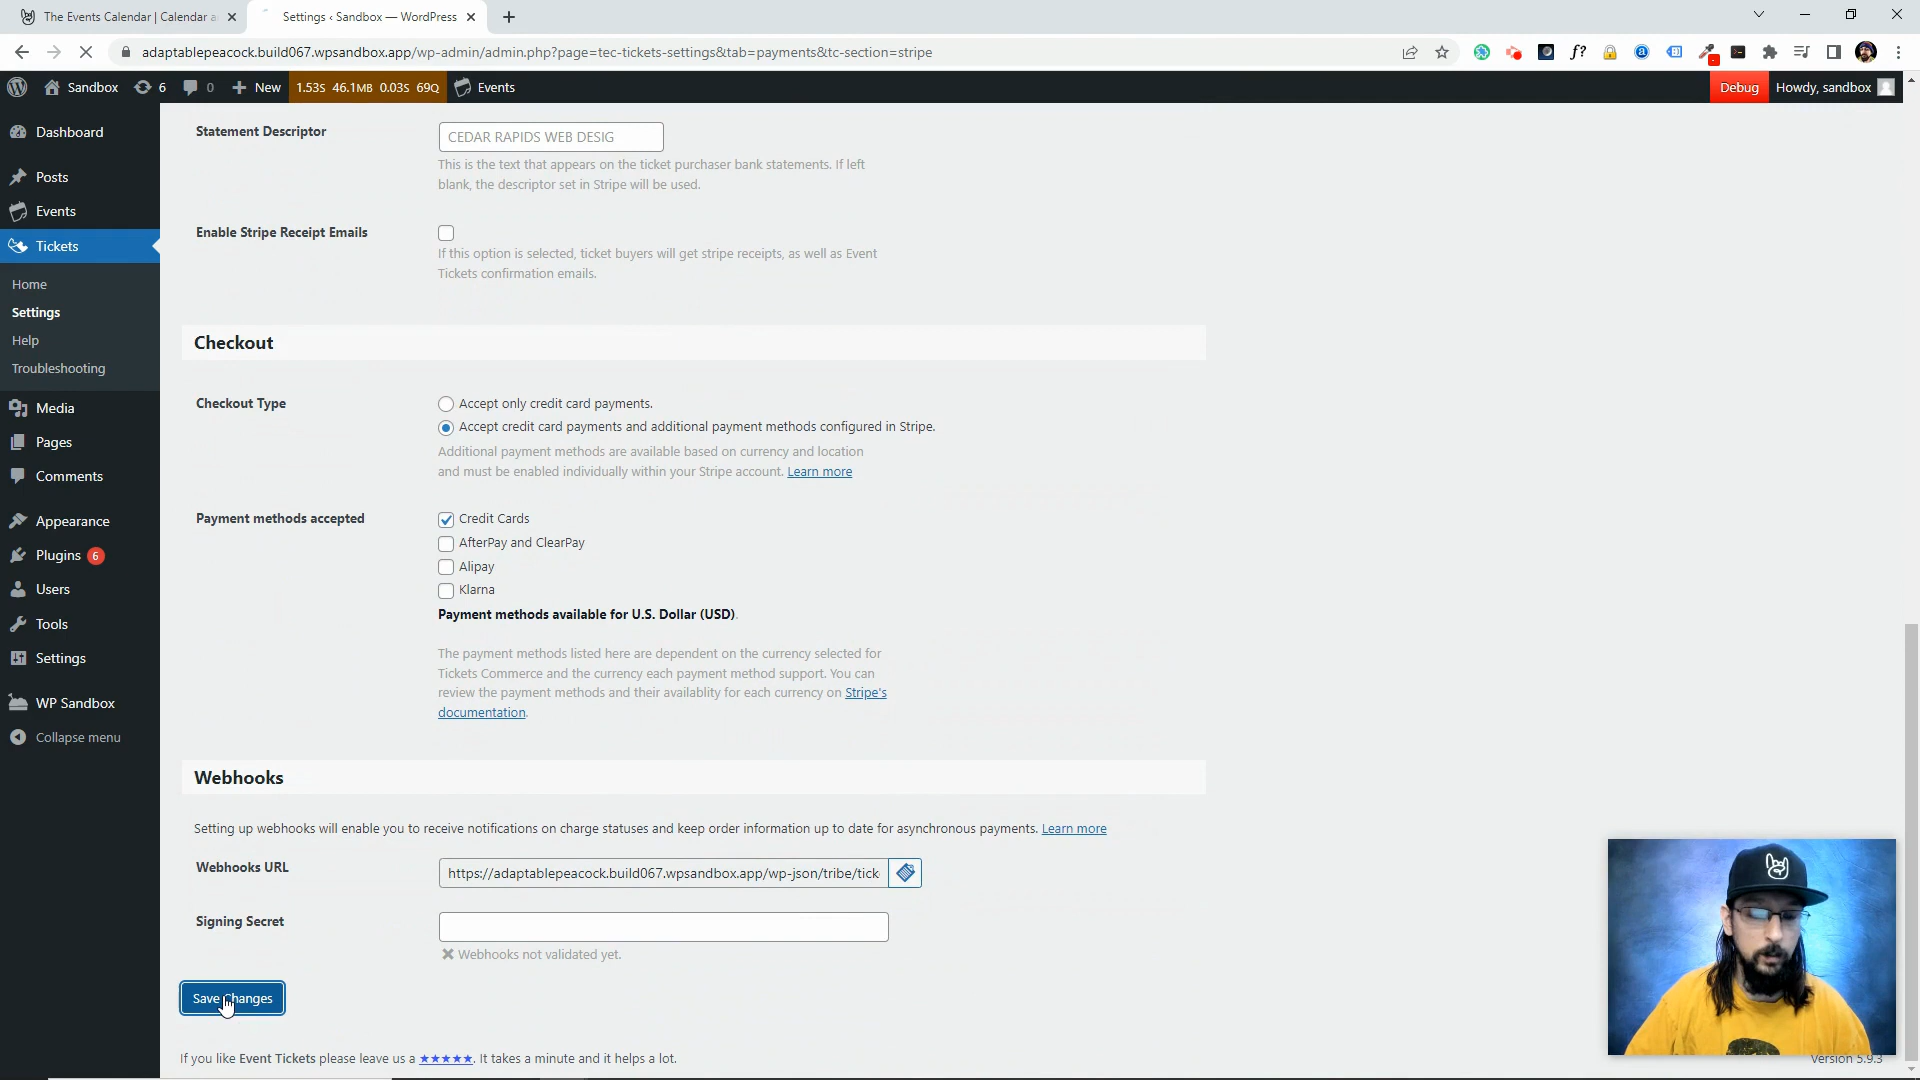 The Events Calendar | Calendar a
Settings ‹ Sandbox — WordPress
adaptablepeacock.build067.wpsandbox.app/wp-admin/admin.php?page=tec-tickets-settings&tab=payments&tc-section=stripe
Sandbox 6 0 New 1.53S 46.1MB 0.03S 69Q Events Debug Howdy, sandbox
Dashboard
Posts
Events
Tickets
Home
Settings
Help
Troubleshooting
Media
Pages
Comments
Appearance
Plugins 6
Users
Tools
Settings
WP Sandbox
Collapse menu
Statement Descriptor
CEDAR RAPIDS WEB DESIG
This is the text that appears on the ticket purchaser bank statements. If left
blank, the descriptor set in Stripe will be used.
Enable Stripe Receipt Emails
If this option is selected, ticket buyers will get stripe receipts, as well as Event
Tickets confirmation emails.
Checkout
Checkout Type
Accept only credit card payments.
Accept credit card payments and additional payment methods configured in Stripe.
Additional payment methods are available based on currency and location
and must be enabled individually within your Stripe account. Learn more
Payment methods accepted
Credit Cards
AfterPay and ClearPay
Alipay
Klarna
Payment methods available for U.S. Dollar (USD).
The payment methods listed here are dependent on the currency selected for
Tickets Commerce and the currency each payment method support. You can
review the payment methods and their availablity for each currency on Stripe's
documentation.
Webhooks
Setting up webhooks will enable you to receive notifications on charge statuses and keep order information up to date for asynchronous payments. Learn more
Webhooks URL
https://adaptablepeacock.build067.wpsandbox.app/wp-json/tribe/tick
Signing Secret
Webhooks not validated yet.
Save Changes
If you like Event Tickets please leave us a ★★★★★. It takes a minute and it helps a lot.
Version 5.9.3